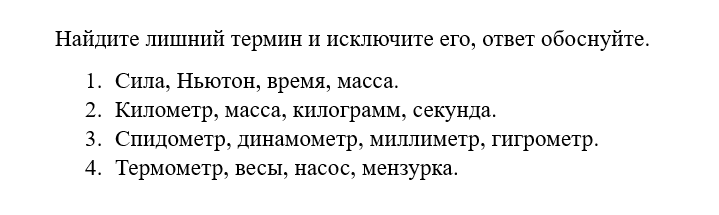 Найдите лишний термин и исключите его, ответ обоснуйте.
1. Сила, Ньютон, время, масса.
2. Километр, масса, килограмм, секунда.
3. Спидометр, динамометр, миллиметр, гигрометр.
4. Термометр, весы, насос, мензурка.